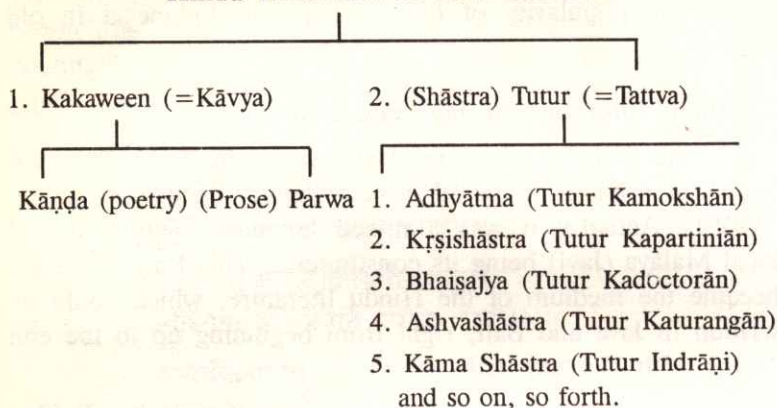 1. Kakaween (=Kāvya) 2. (Shāstra) Tutur (=Tattva)
Kāṇḍa (poetry) (Prose) Parwa 1. Adhyātma (Tutur Kamokshān)
2. Kṛṣishāstra (Tutur Kapartiniān)
3. Bhaiṣajya (Tutur Kadoctorān)
4. Ashvashāstra (Tutur Katurangān)
5. Kāma Shāstra (Tutur Indrāṇi)
and so on, so forth.